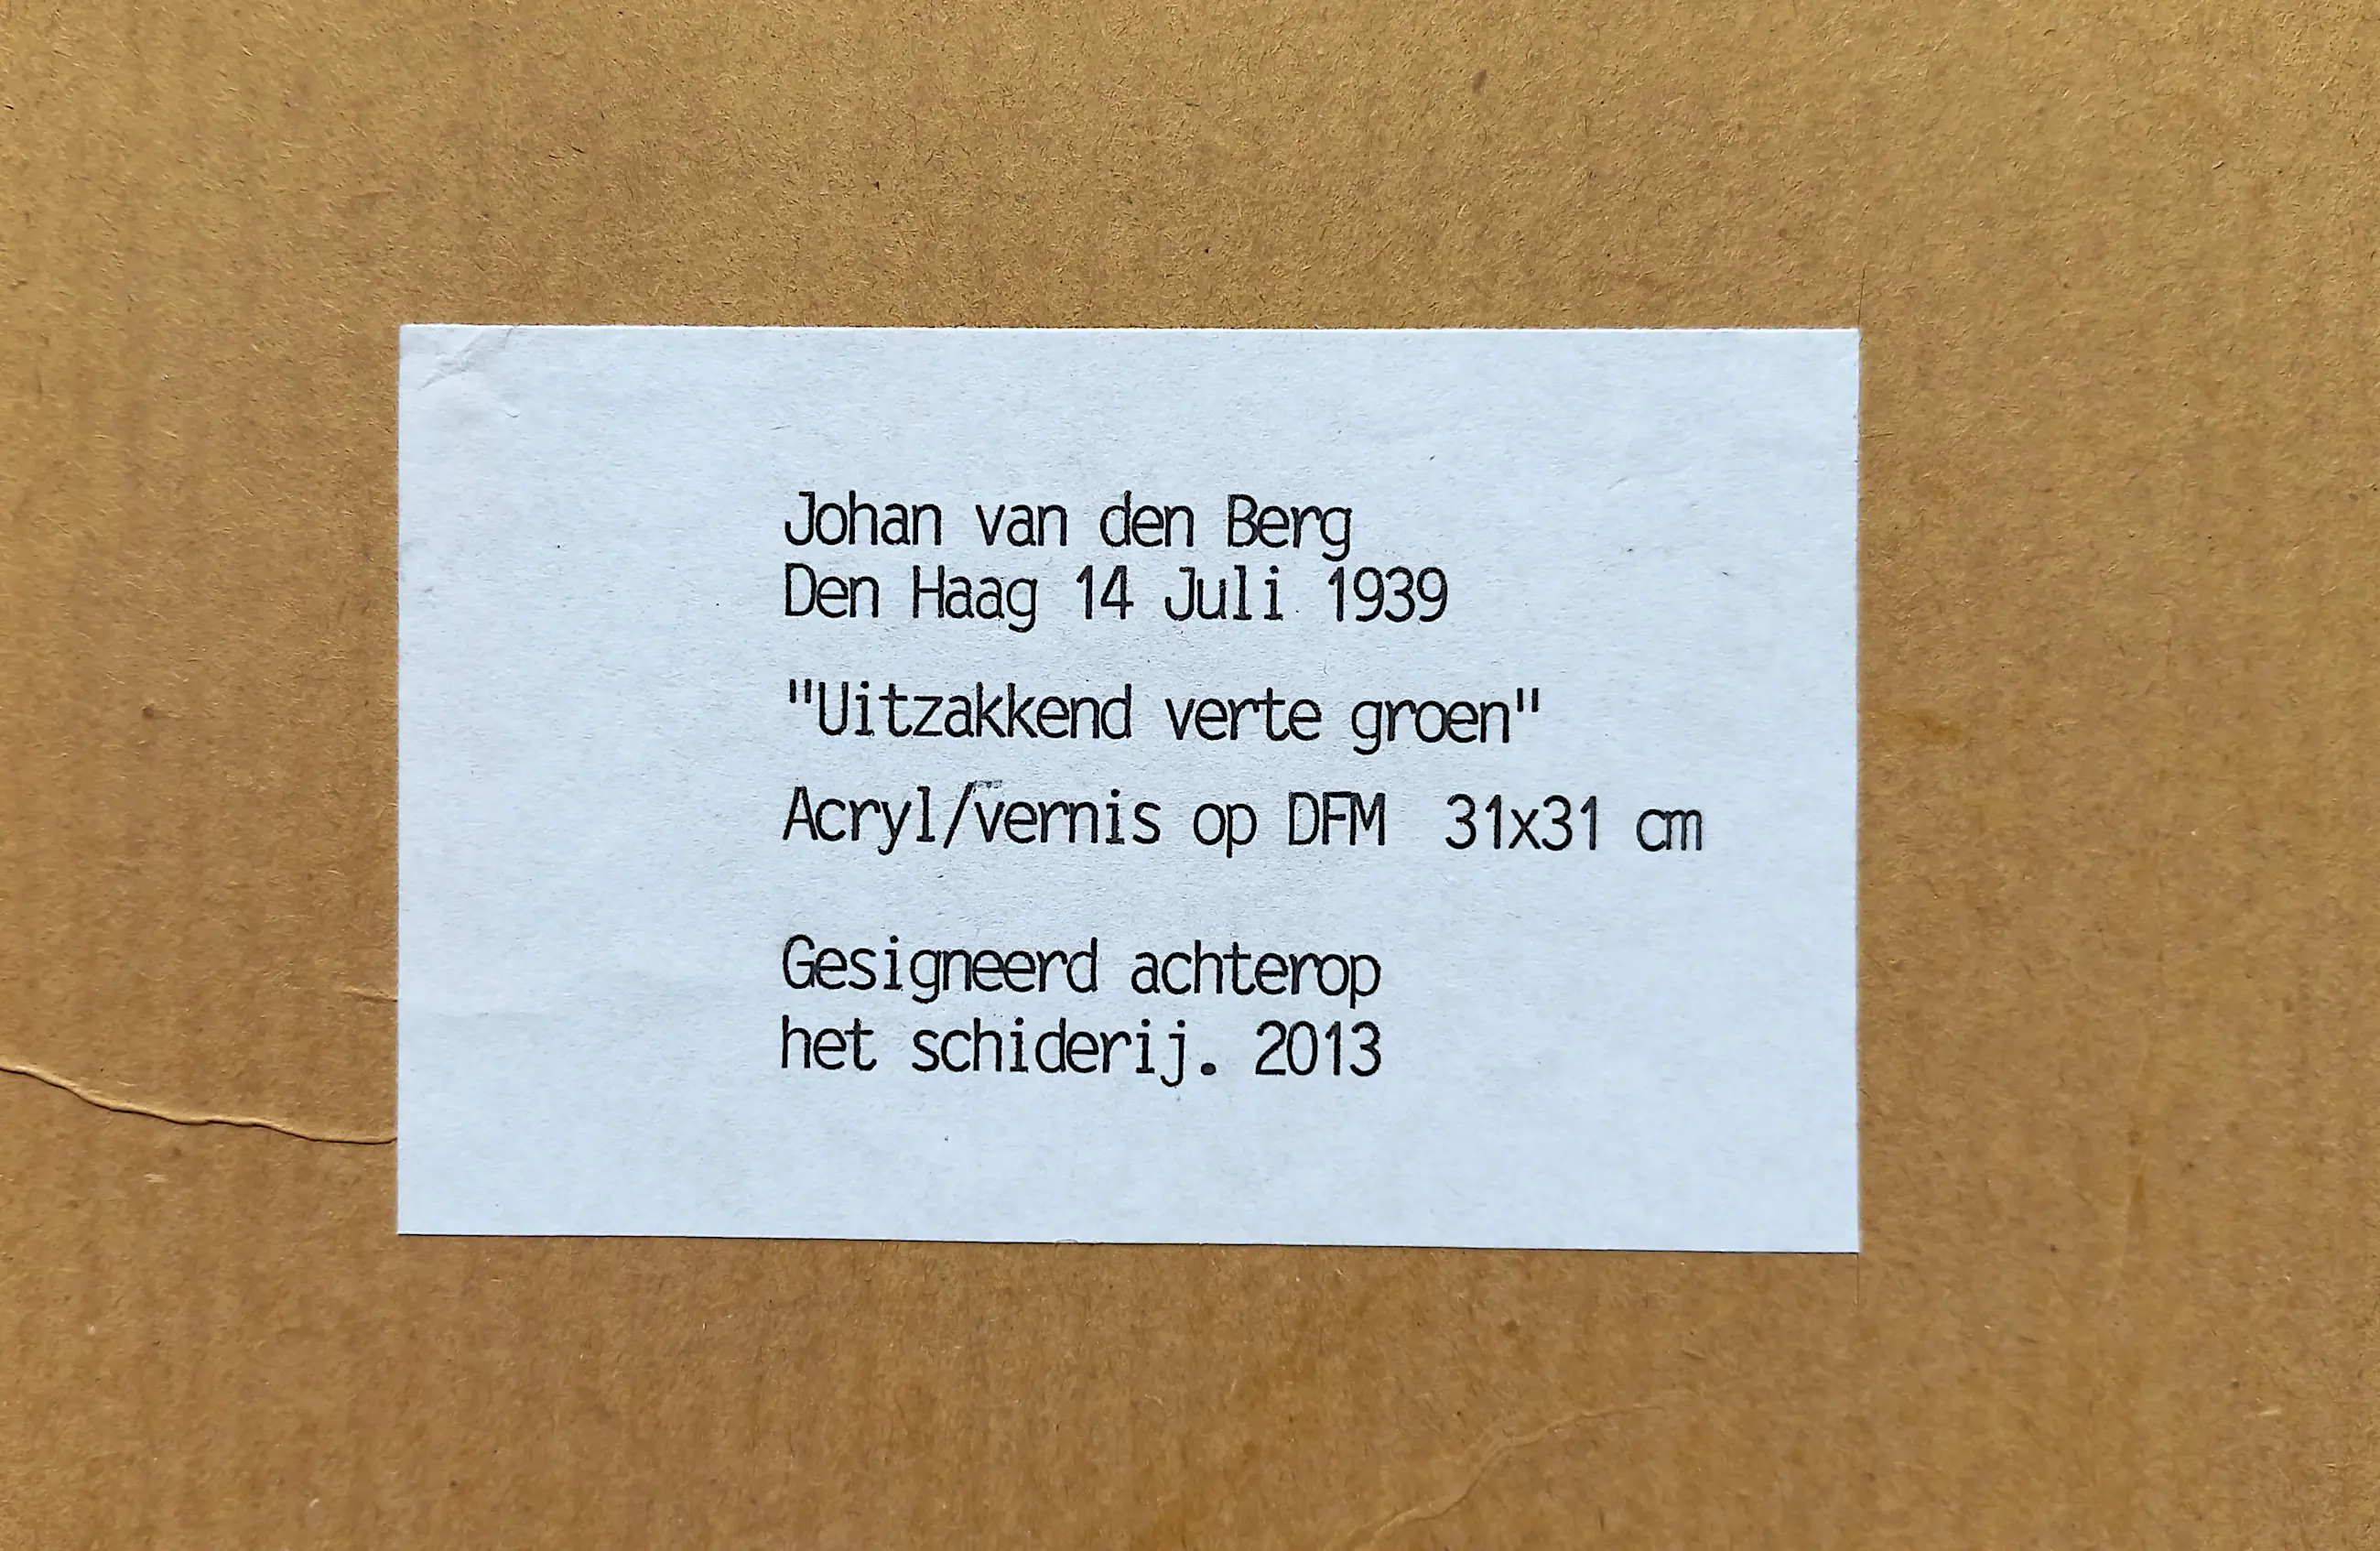 Johan van den Berg
Den Haag 14 Juli 1939
"Uitzakkend verte groen"
Acryl/vernis op DFM 31x31 cm
Gesigneerd achterop
het schiderij. 2013